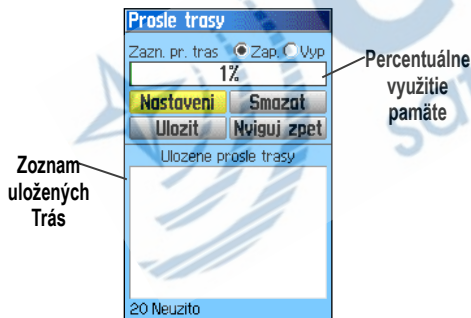 Prosle trasy
Zazn. pr. tras Zap. Vyp
1%
Nastaveni Smazat
Ulozit Nviguj zpet
Ulozene prosle trasy
20 Neuzito
Percentuálne
využitie
pamäte
Zoznam
uložených
Trás